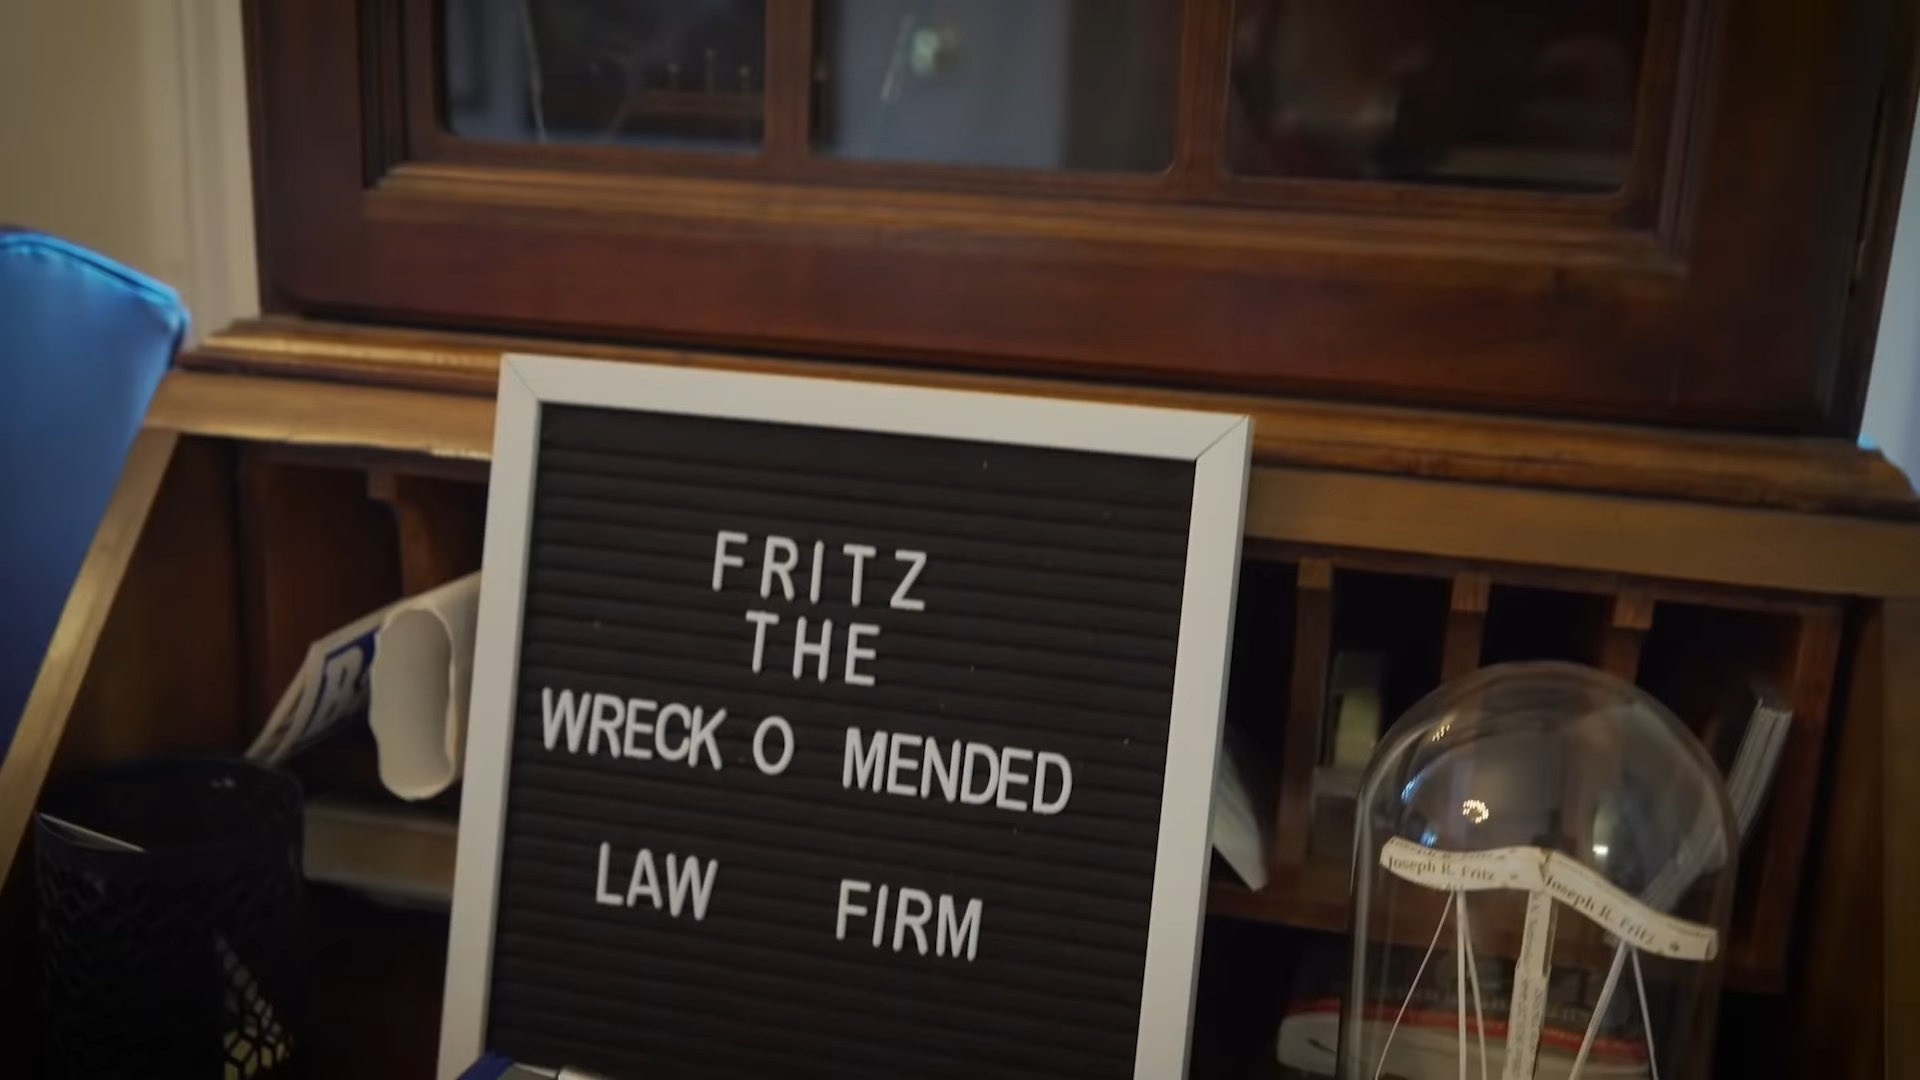 FRITZ
THE
WRECK O MENDED
LAW FIRM
Joseph R. Fritz
Joseph R. Fritz